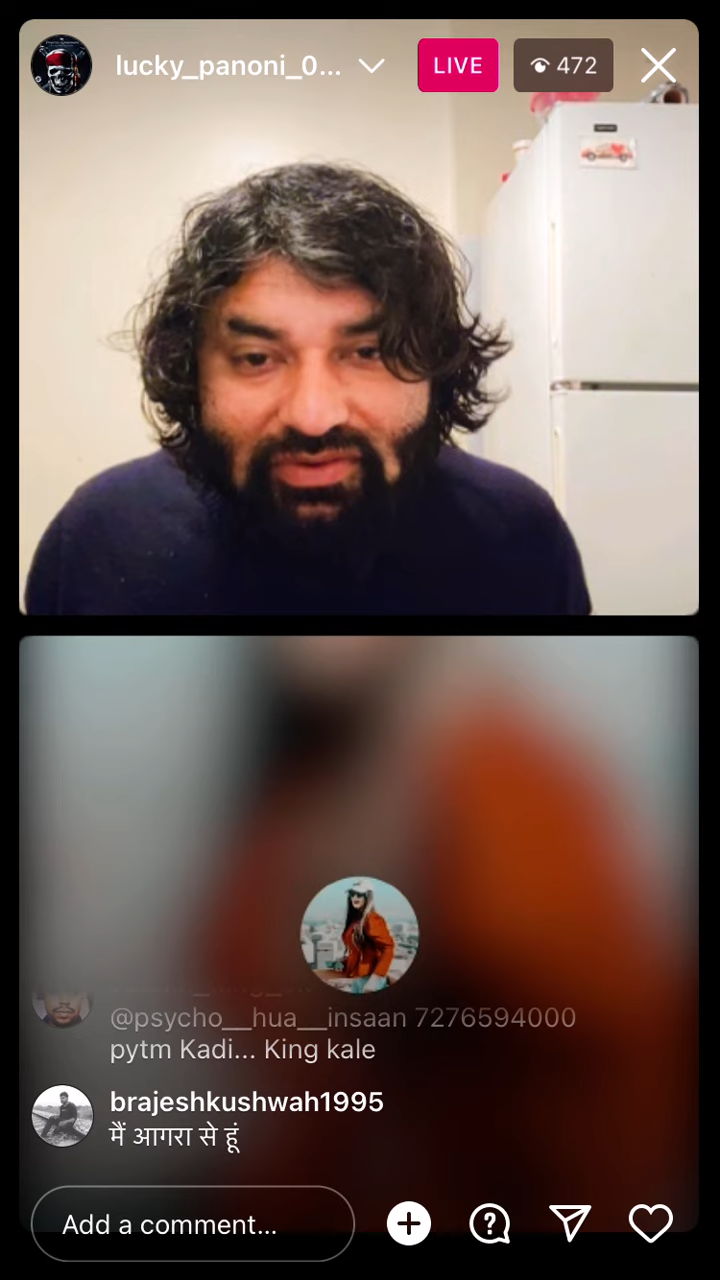 lucky_panoni_0...
LIVE
472
@psycho__hua__insaan 7276594000
pytm Kadi... King kale
brajeshkushwah1995
मैं आगरा से हूं
Add a comment...